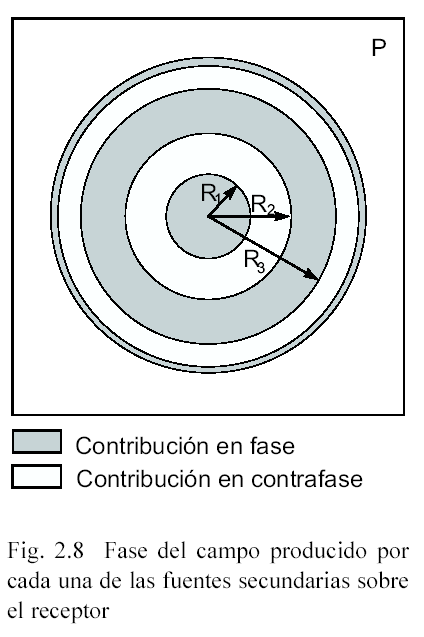 P
R1
R2
R3
Contribución en fase
Contribución en contrafase
Fig. 2.8 Fase del campo producido por
cada una de las fuentes secundarias sobre
el receptor